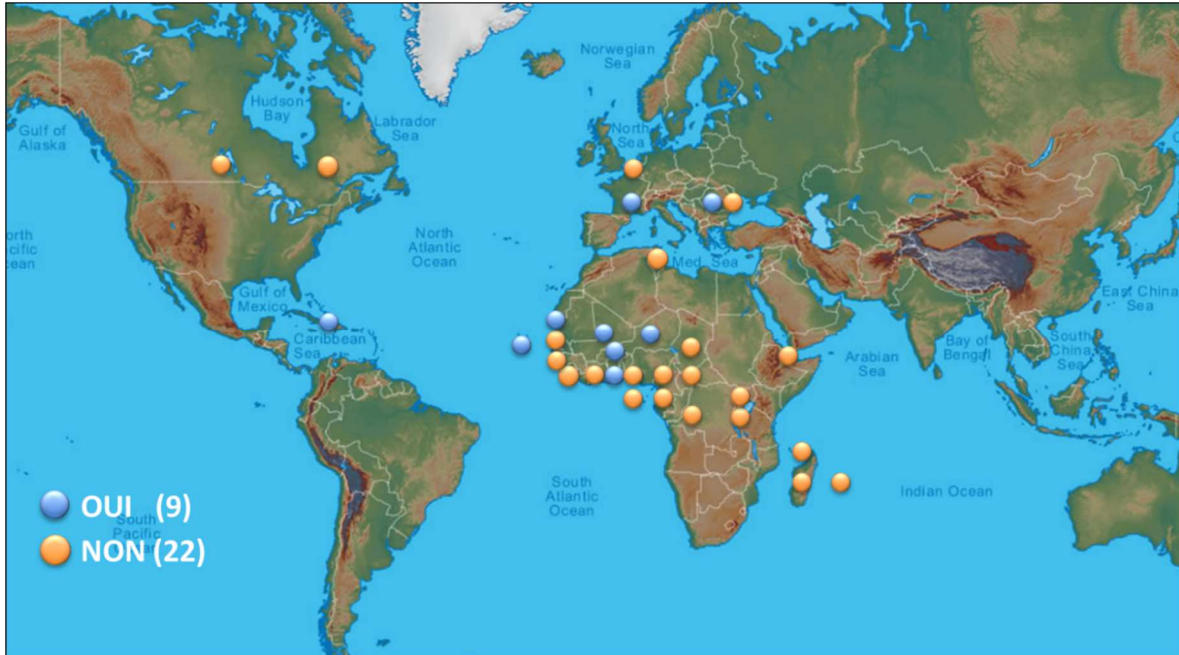 Norwegian
Sea
Hudson
Bay
Labrador
Sea
Gulf of
Alaska
North
Sea
North
Atlantic
Ocean
Med. Sea
Gulf of
Mexico
Caribbean
Sea
East China
Sea
Arabian
Sea
Bay of
Bengal
South
China
Sea
South
Atlantic
Ocean
Indian Ocean
OUI (9)
South
Pacific
NON (22)